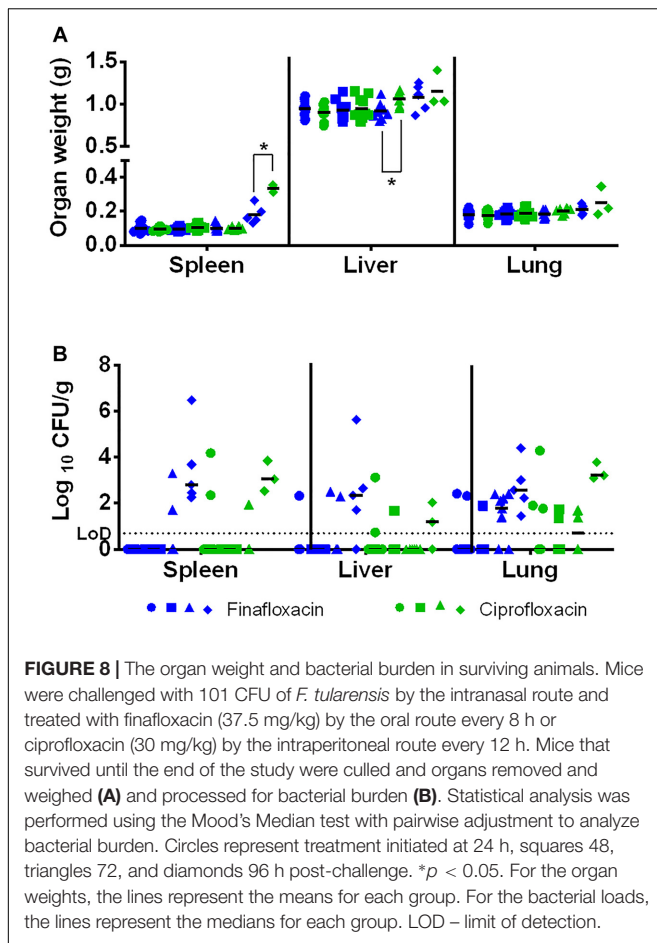 A
Organ weight (g)
1.5
1.0
0.5
0.4
0.2
0.0
*
*
Spleen Liver Lung
B
Log 10 CFU/g
8
6
4
2
LoD
0
Spleen Liver Lung
Finafloxacin Ciprofloxacin
FIGURE 8 | The organ weight and bacterial burden in surviving animals. Mice
were challenged with 101 CFU of F. tularensis by the intranasal route and
treated with finafloxacin (37.5 mg/kg) by the oral route every 8 h or
ciprofloxacin (30 mg/kg) by the intraperitoneal route every 12 h. Mice that
survived until the end of the study were culled and organs removed and
weighed (A) and processed for bacterial burden (B). Statistical analysis was
performed using the Mood's Median test with pairwise adjustment to analyze
bacterial burden. Circles represent treatment initiated at 24 h, squares 48,
triangles 72, and diamonds 96 h post-challenge. *p < 0.05. For the organ
weights, the lines represent the means for each group. For the bacterial loads,
the lines represent the medians for each group. LOD – limit of detection.